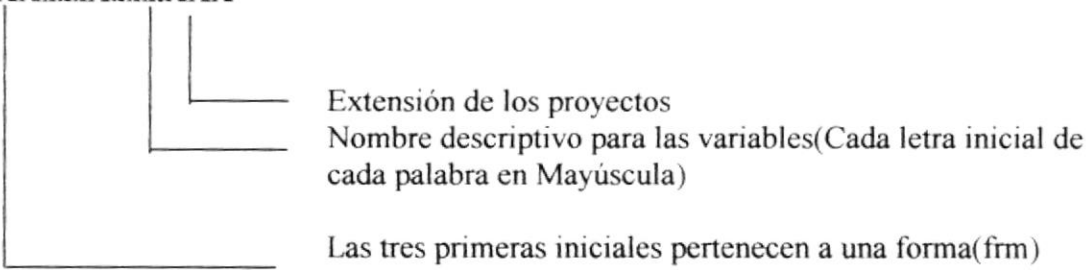 Extensión de los proyectos
Nombre descriptivo para las variables(Cada letra inicial de
cada palabra en Mayúscula)
Las tres primeras iniciales pertenecen a una forma(frm)